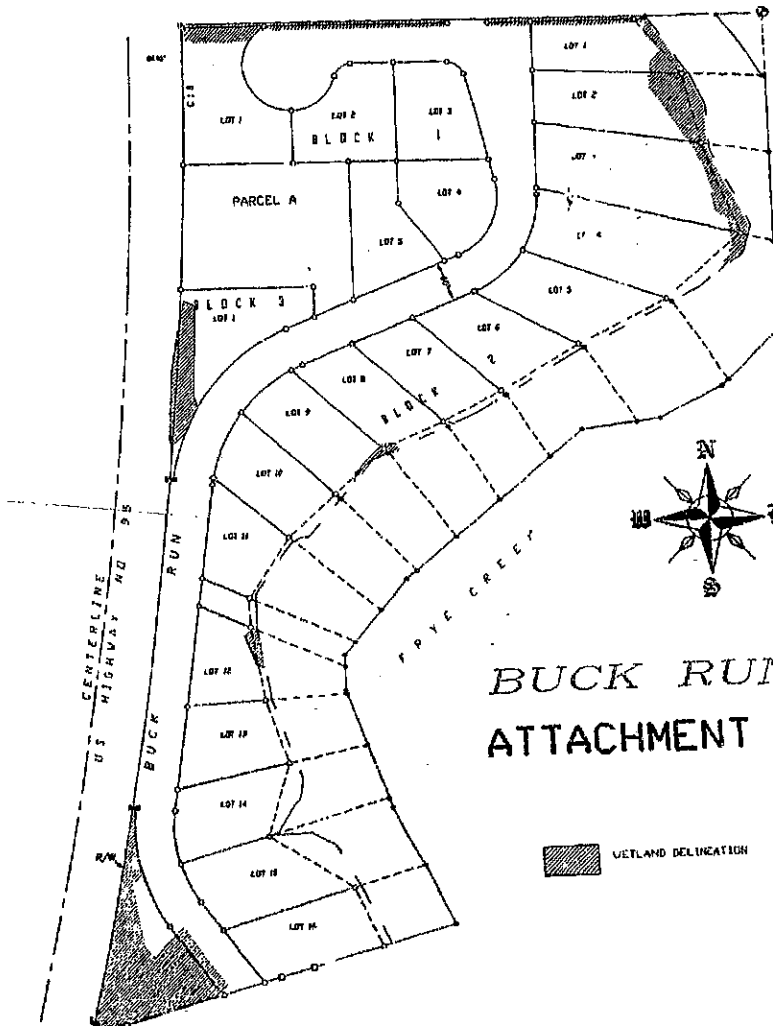 LOT 1
LOT 2
LOT 1
LOT 2
LOT 3
BLOCK 1
PARCEL A
LOT 4
LOT 5
LOT 5
BLOCK 3
LOT 1
LOT 6
LOT 7
LOT 8
BLOCK 2
LOT 9
LOT 10
LOT 11
N
W
S
CENTERLINE
US HIGHWAY NO 95
BUCK RUN
FRYE CREEK
LOT 12
LOT 13
LOT 14
LOT 15
LOT 16
R/W
BUCK RUN
ATTACHMENT
WETLAND DELINEATION